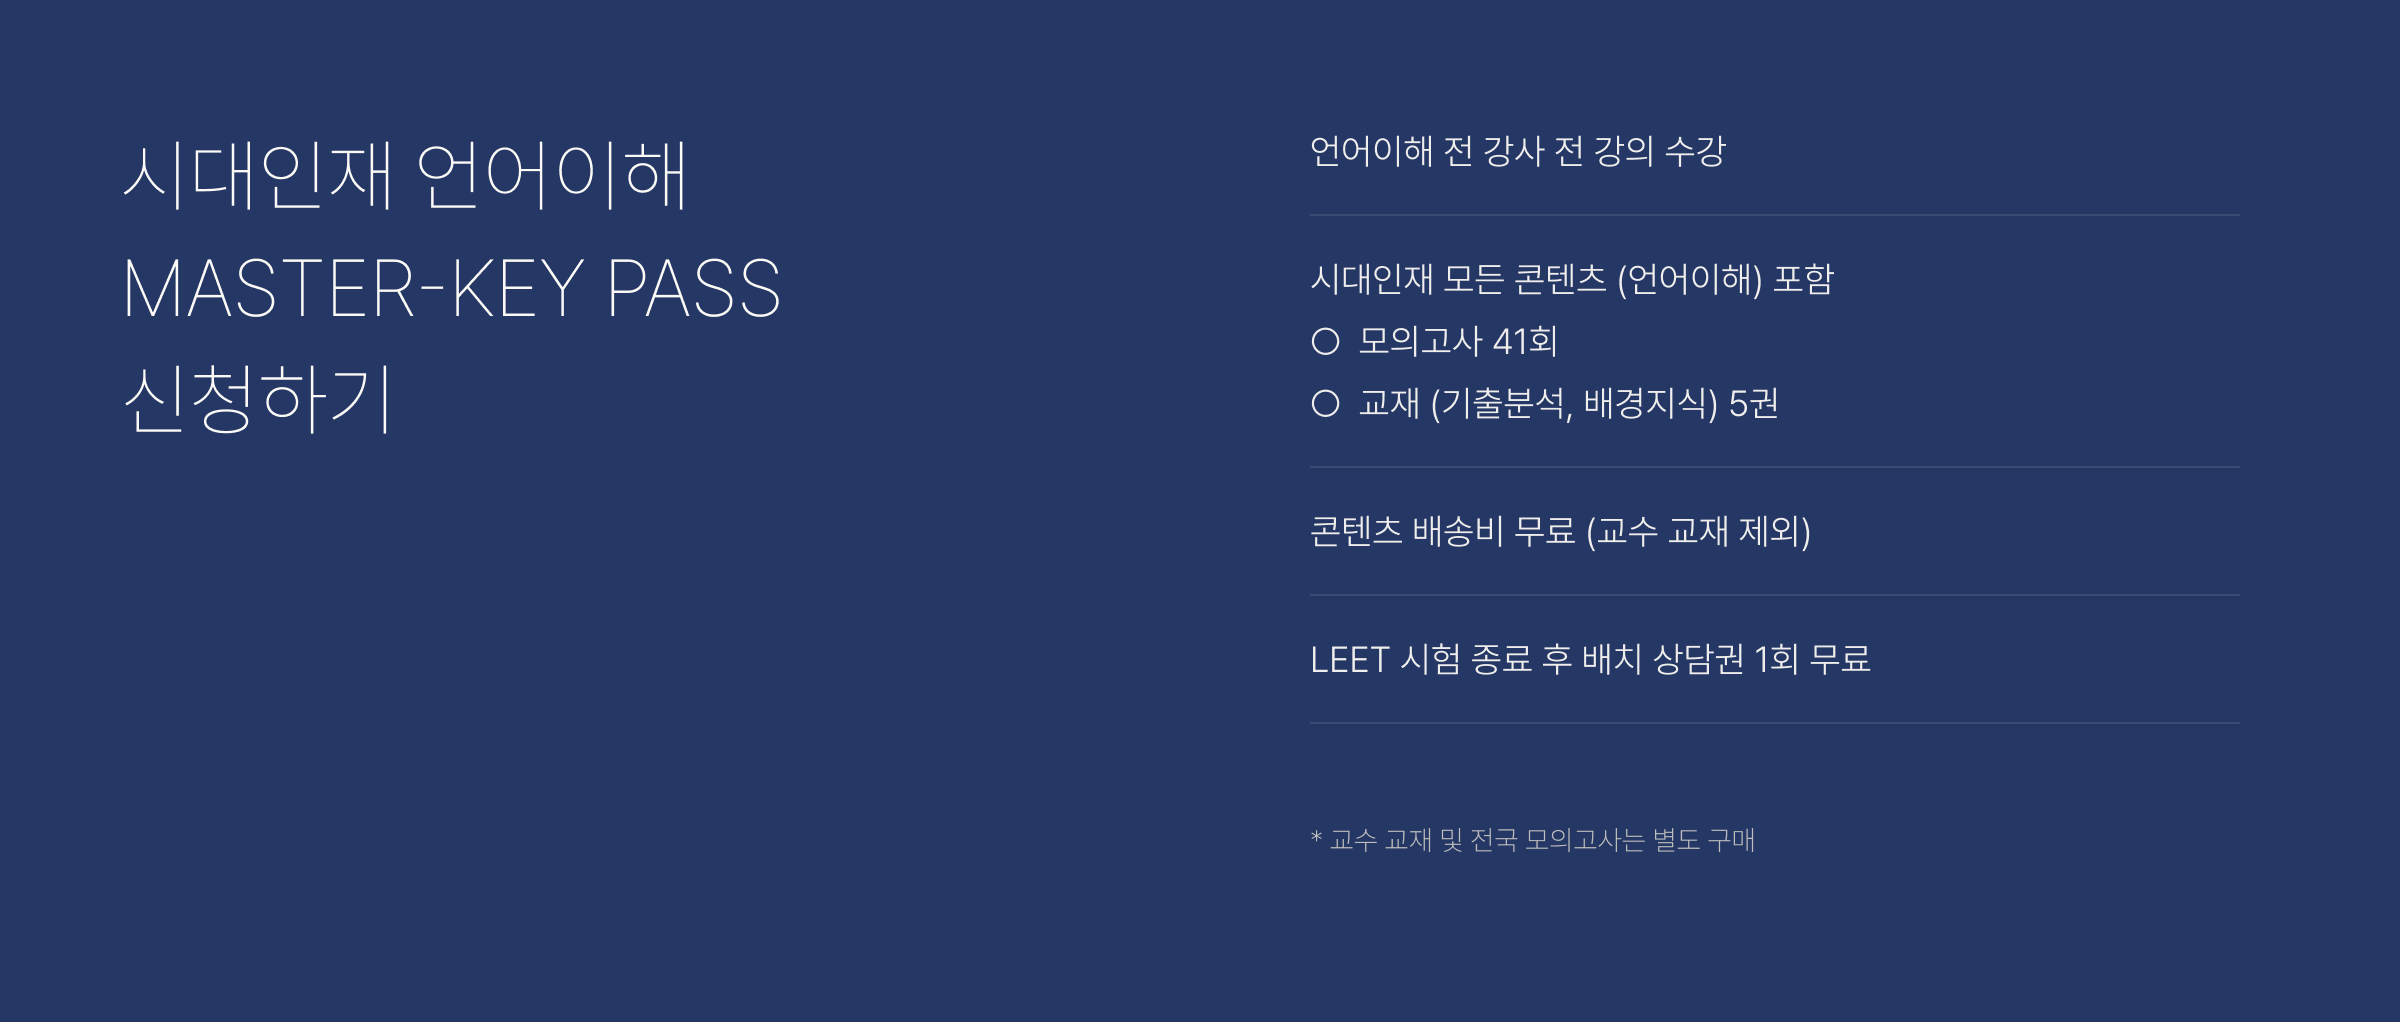 시대인재 언어이해
MASTER-KEY PASS
신청하기
언어이해 전 강사 전 강의 수강
시대인재 모든 콘텐츠 (언어이해) 포함
○ 모의고사 41회
○ 교재 (기출분석, 배경지식) 5권
콘텐츠 배송비 무료 (교수 교재 제외)
LEET 시험 종료 후 배치 상담권 1회 무료
* 교수 교재 및 전국 모의고사는 별도 구매